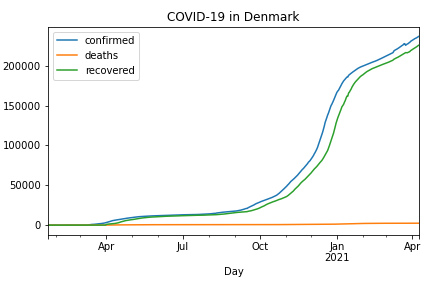 COVID-19 in Denmark
confirmed
deaths
recovered
200000
150000
100000
50000
0
Apr Jul Oct Jan Apr
2021
Day